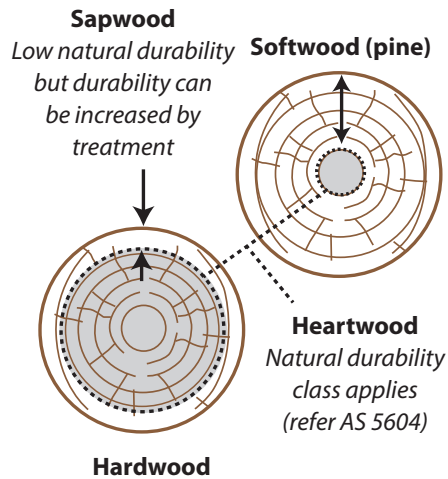 Sapwood
Low natural durability
but durability can
be increased by
treatment
Softwood (pine)
Heartwood
Natural durability
class applies
(refer AS 5604)
Hardwood